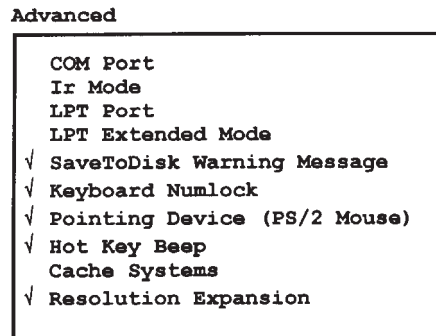 Advanced
COM Port
Ir Mode
LPT Port
LPT Extended Mode
√ SaveToDisk Warning Message
√ Keyboard Numlock
√ Pointing Device (PS/2 Mouse)
√ Hot Key Beep
Cache Systems
√ Resolution Expansion